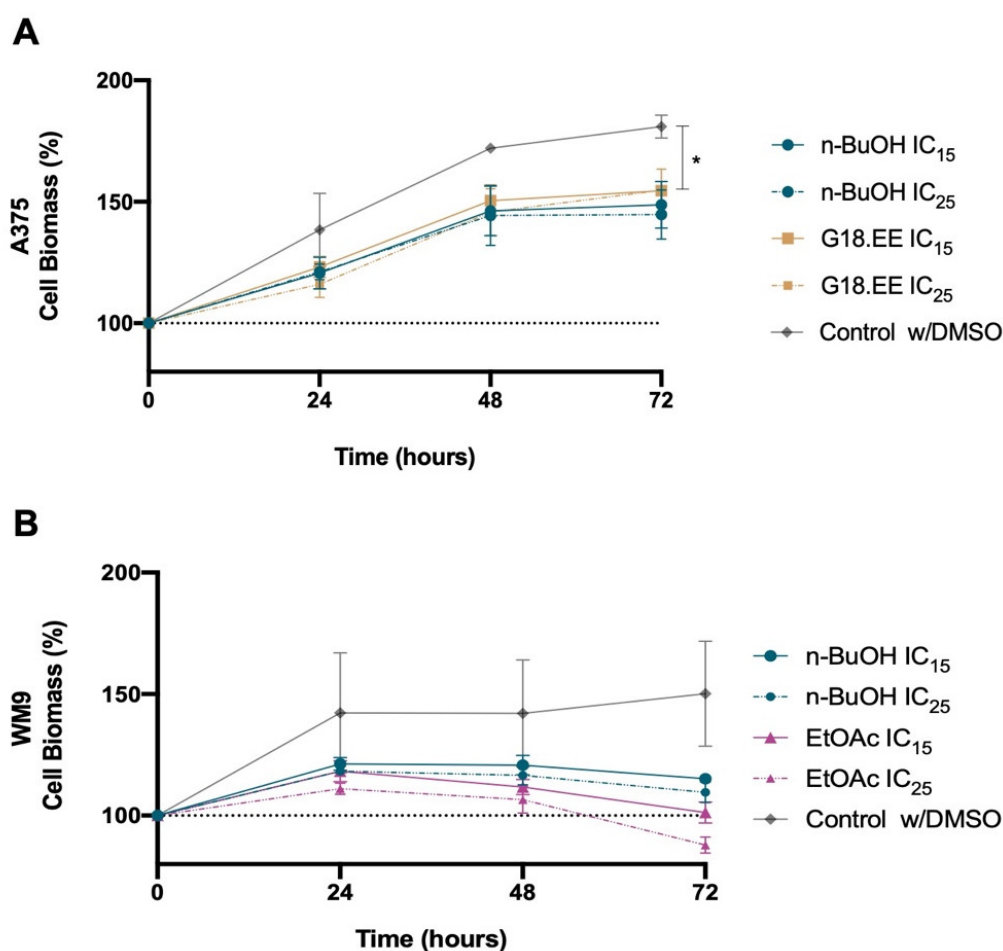 A
200
150
100
A375
Cell Biomass (%)
0
24
48
72
Time (hours)
*
n-BuOH IC15
n-BuOH IC25
G18.EE IC15
G18.EE IC25
Control w/DMSO
B
200
150
100
WM9
Cell Biomass (%)
0
24
48
72
Time (hours)
n-BuOH IC15
n-BuOH IC25
EtOAc IC15
EtOAc IC25
Control w/DMSO